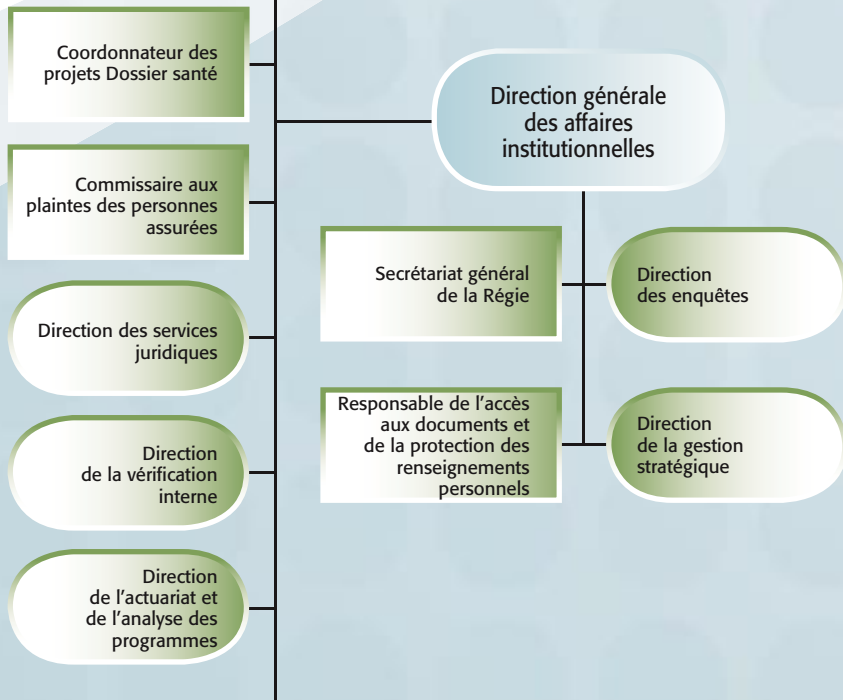 Coordonnateur des
projets Dossier santé
Commissaire aux
plaintes des personnes
assurées
Direction des services
juridiques
Direction
de la vérification
interne
Direction
de l'actuariat et
de l'analyse des
programmes
Direction générale
des affaires
institutionnelles
Secrétariat général
de la Régie
Direction
des enquêtes
Responsable de l'accès
aux documents et
de la protection des
renseignements
personnels
Direction
de la gestion
stratégique